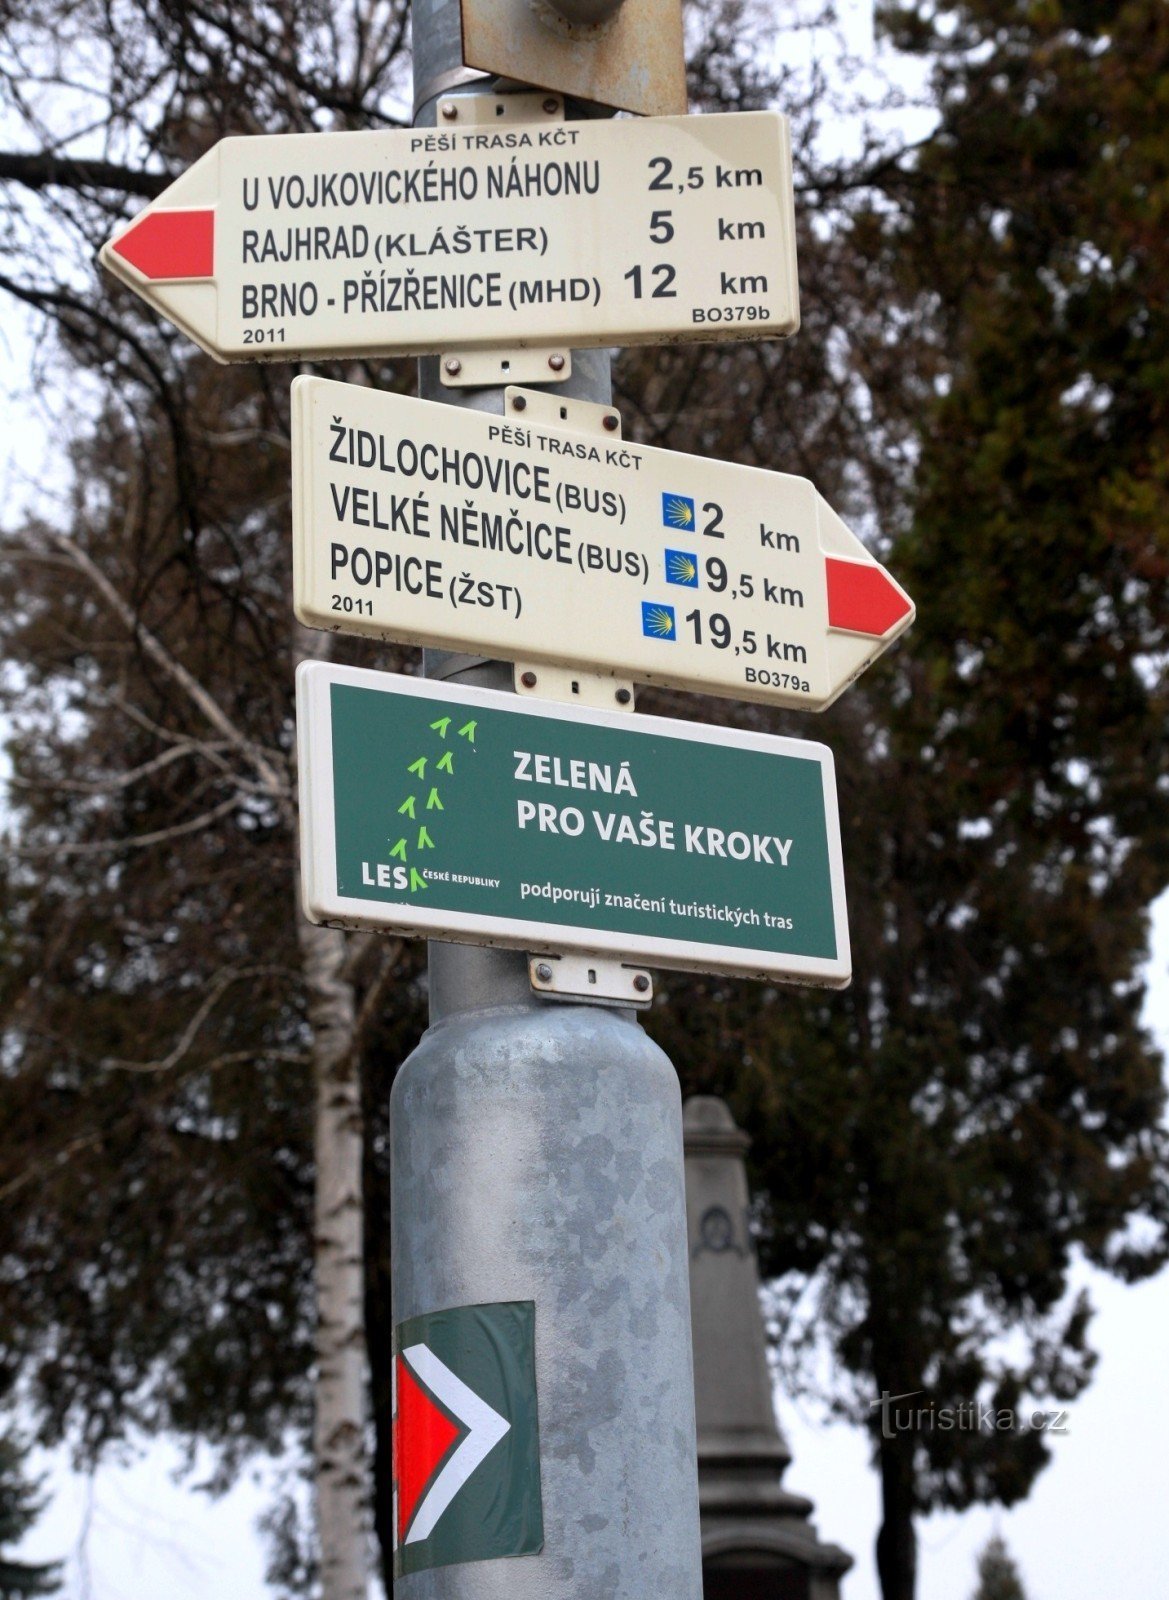 PĚŠÍ TRASA KČT
U VOJKOVICKÉHO NÁHONU 2,5 km
RAJHRAD (KLÁŠTER) 5 km
BRNO - PŘÍZŘENICE (MHD) 12 km
2011 BO379b
PĚŠÍ TRASA KČT
ŽIDLOCHOVICE (BUS) 2 km
VELKÉ NĚMČICE (BUS) 9,5 km
POPICE (ŽST) 19,5 km
2011 BO379a
ZELENÁ
PRO VAŠE KROKY
LESY ČESKÉ REPUBLIKY
podporují značení turistických tras
Turistika.cz